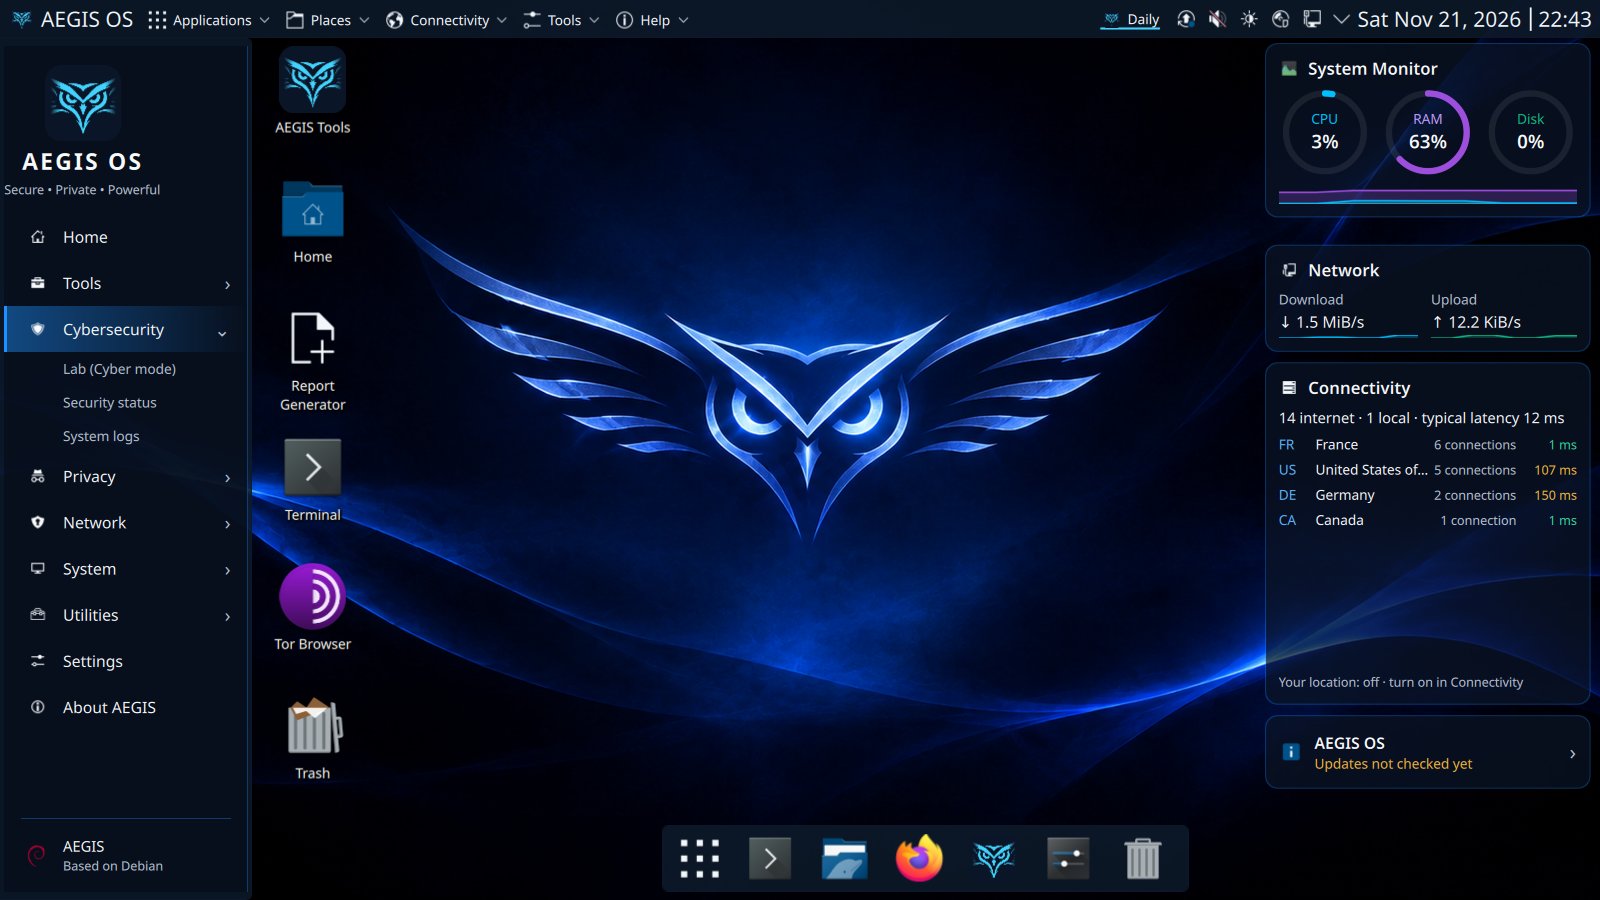 AEGIS OS
Applications
Places
Connectivity
Tools
Help
Daily
Sat Nov 21, 2026
22:43
AEGIS OS
Secure • Private • Powerful
Home
Tools
Cybersecurity
Lab (Cyber mode)
Security status
System logs
Privacy
Network
System
Utilities
Settings
About AEGIS
AEGIS
Based on Debian
AEGIS Tools
Home
Report
Generator
Terminal
Tor Browser
Trash
System Monitor
CPU
3%
RAM
63%
Disk
0%
Network
Download
Upload
↓ 1.5 MiB/s
↑ 12.2 KiB/s
Connectivity
14 internet · 1 local · typical latency 12 ms
FR France 6 connections 1 ms
US United States of... 5 connections 107 ms
DE Germany 2 connections 150 ms
CA Canada 1 connection 1 ms
Your location: off · turn on in Connectivity
AEGIS OS
Updates not checked yet